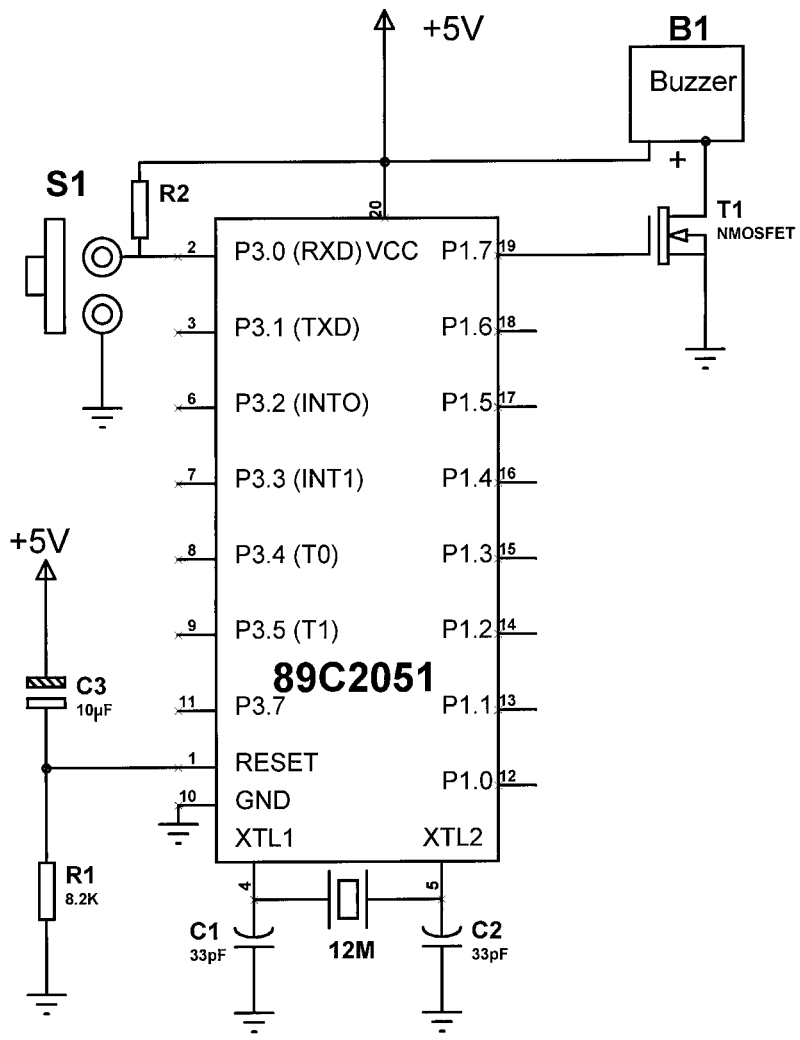 +5V
B1
Buzzer
+
S1
R2
T1
NMOSFET
20
2
P3.0 (RXD)
VCC
P1.7
19
3
P3.1 (TXD)
P1.6
18
6
P3.2 (INTO)
P1.5
17
7
P3.3 (INT1)
P1.4
16
+5V
8
P3.4 (T0)
P1.3
15
9
P3.5 (T1)
P1.2
14
89C2051
C3
10µF
11
P3.7
P1.1
13
1
RESET
P1.0
12
10
GND
XTL1
XTL2
R1
8.2K
4
5
C1
33pF
12M
C2
33pF